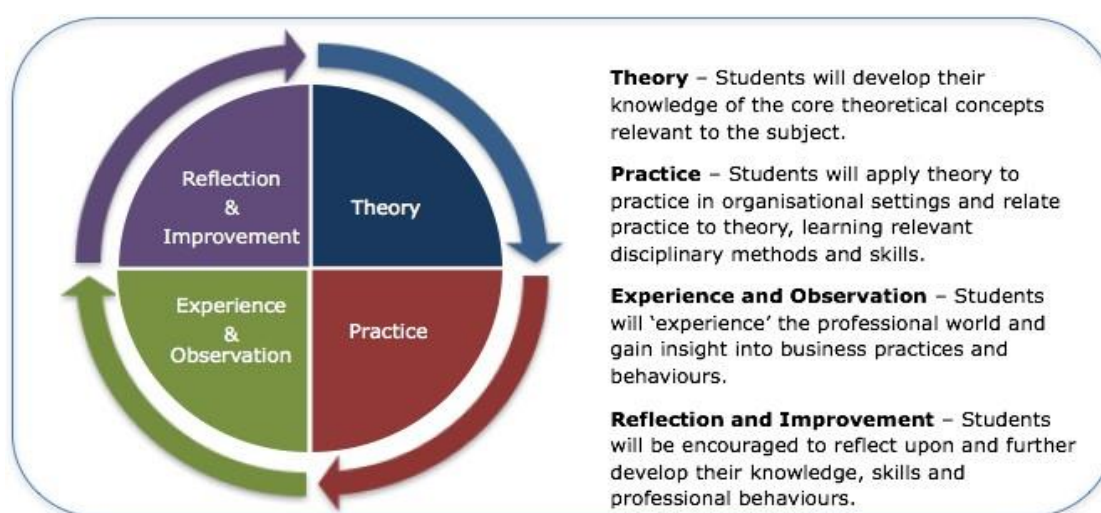 Reflection
&
Improvement
Theory
Experience
&
Observation
Practice
Theory – Students will develop their
knowledge of the core theoretical concepts
relevant to the subject.
Practice – Students will apply theory to
practice in organisational settings and relate
practice to theory, learning relevant
disciplinary methods and skills.
Experience and Observation – Students
will ‘experience’ the professional world and
gain insight into business practices and
behaviours.
Reflection and Improvement – Students
will be encouraged to reflect upon and further
develop their knowledge, skills and
professional behaviours.